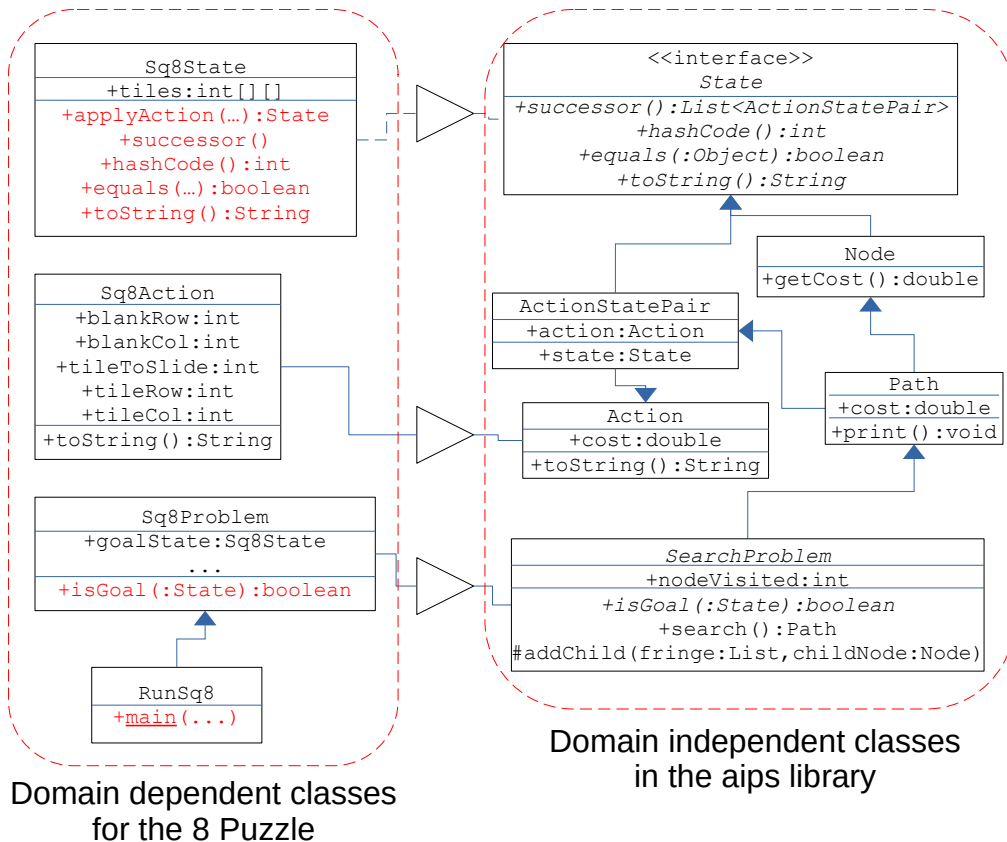 Sq8State
+tiles:int[][]
+applyAction(…):State
+successor()
+hashCode():int
+equals(…):boolean
+toString():String
Sq8Action
+blankRow:int
+blankCol:int
+tileToSlide:int
+tileRow:int
+tileCol:int
+toString():String
Sq8Problem
+goalState:Sq8State
...
+isGoal(:State):boolean
RunSq8
+main(...)
Domain dependent classes
for the 8 Puzzle
<<interface>>
State
+successor():List<ActionStatePair>
+hashCode():int
+equals(:Object):boolean
+toString():String
Node
+getCost():double
ActionStatePair
+action:Action
+state:State
Path
+cost:double
+print():void
Action
+cost:double
+toString():String
SearchProblem
+nodeVisited:int
+isGoal(:State):boolean
+search():Path
#addChild(fringe:List,childNode:Node)
Domain independent classes
in the aips library